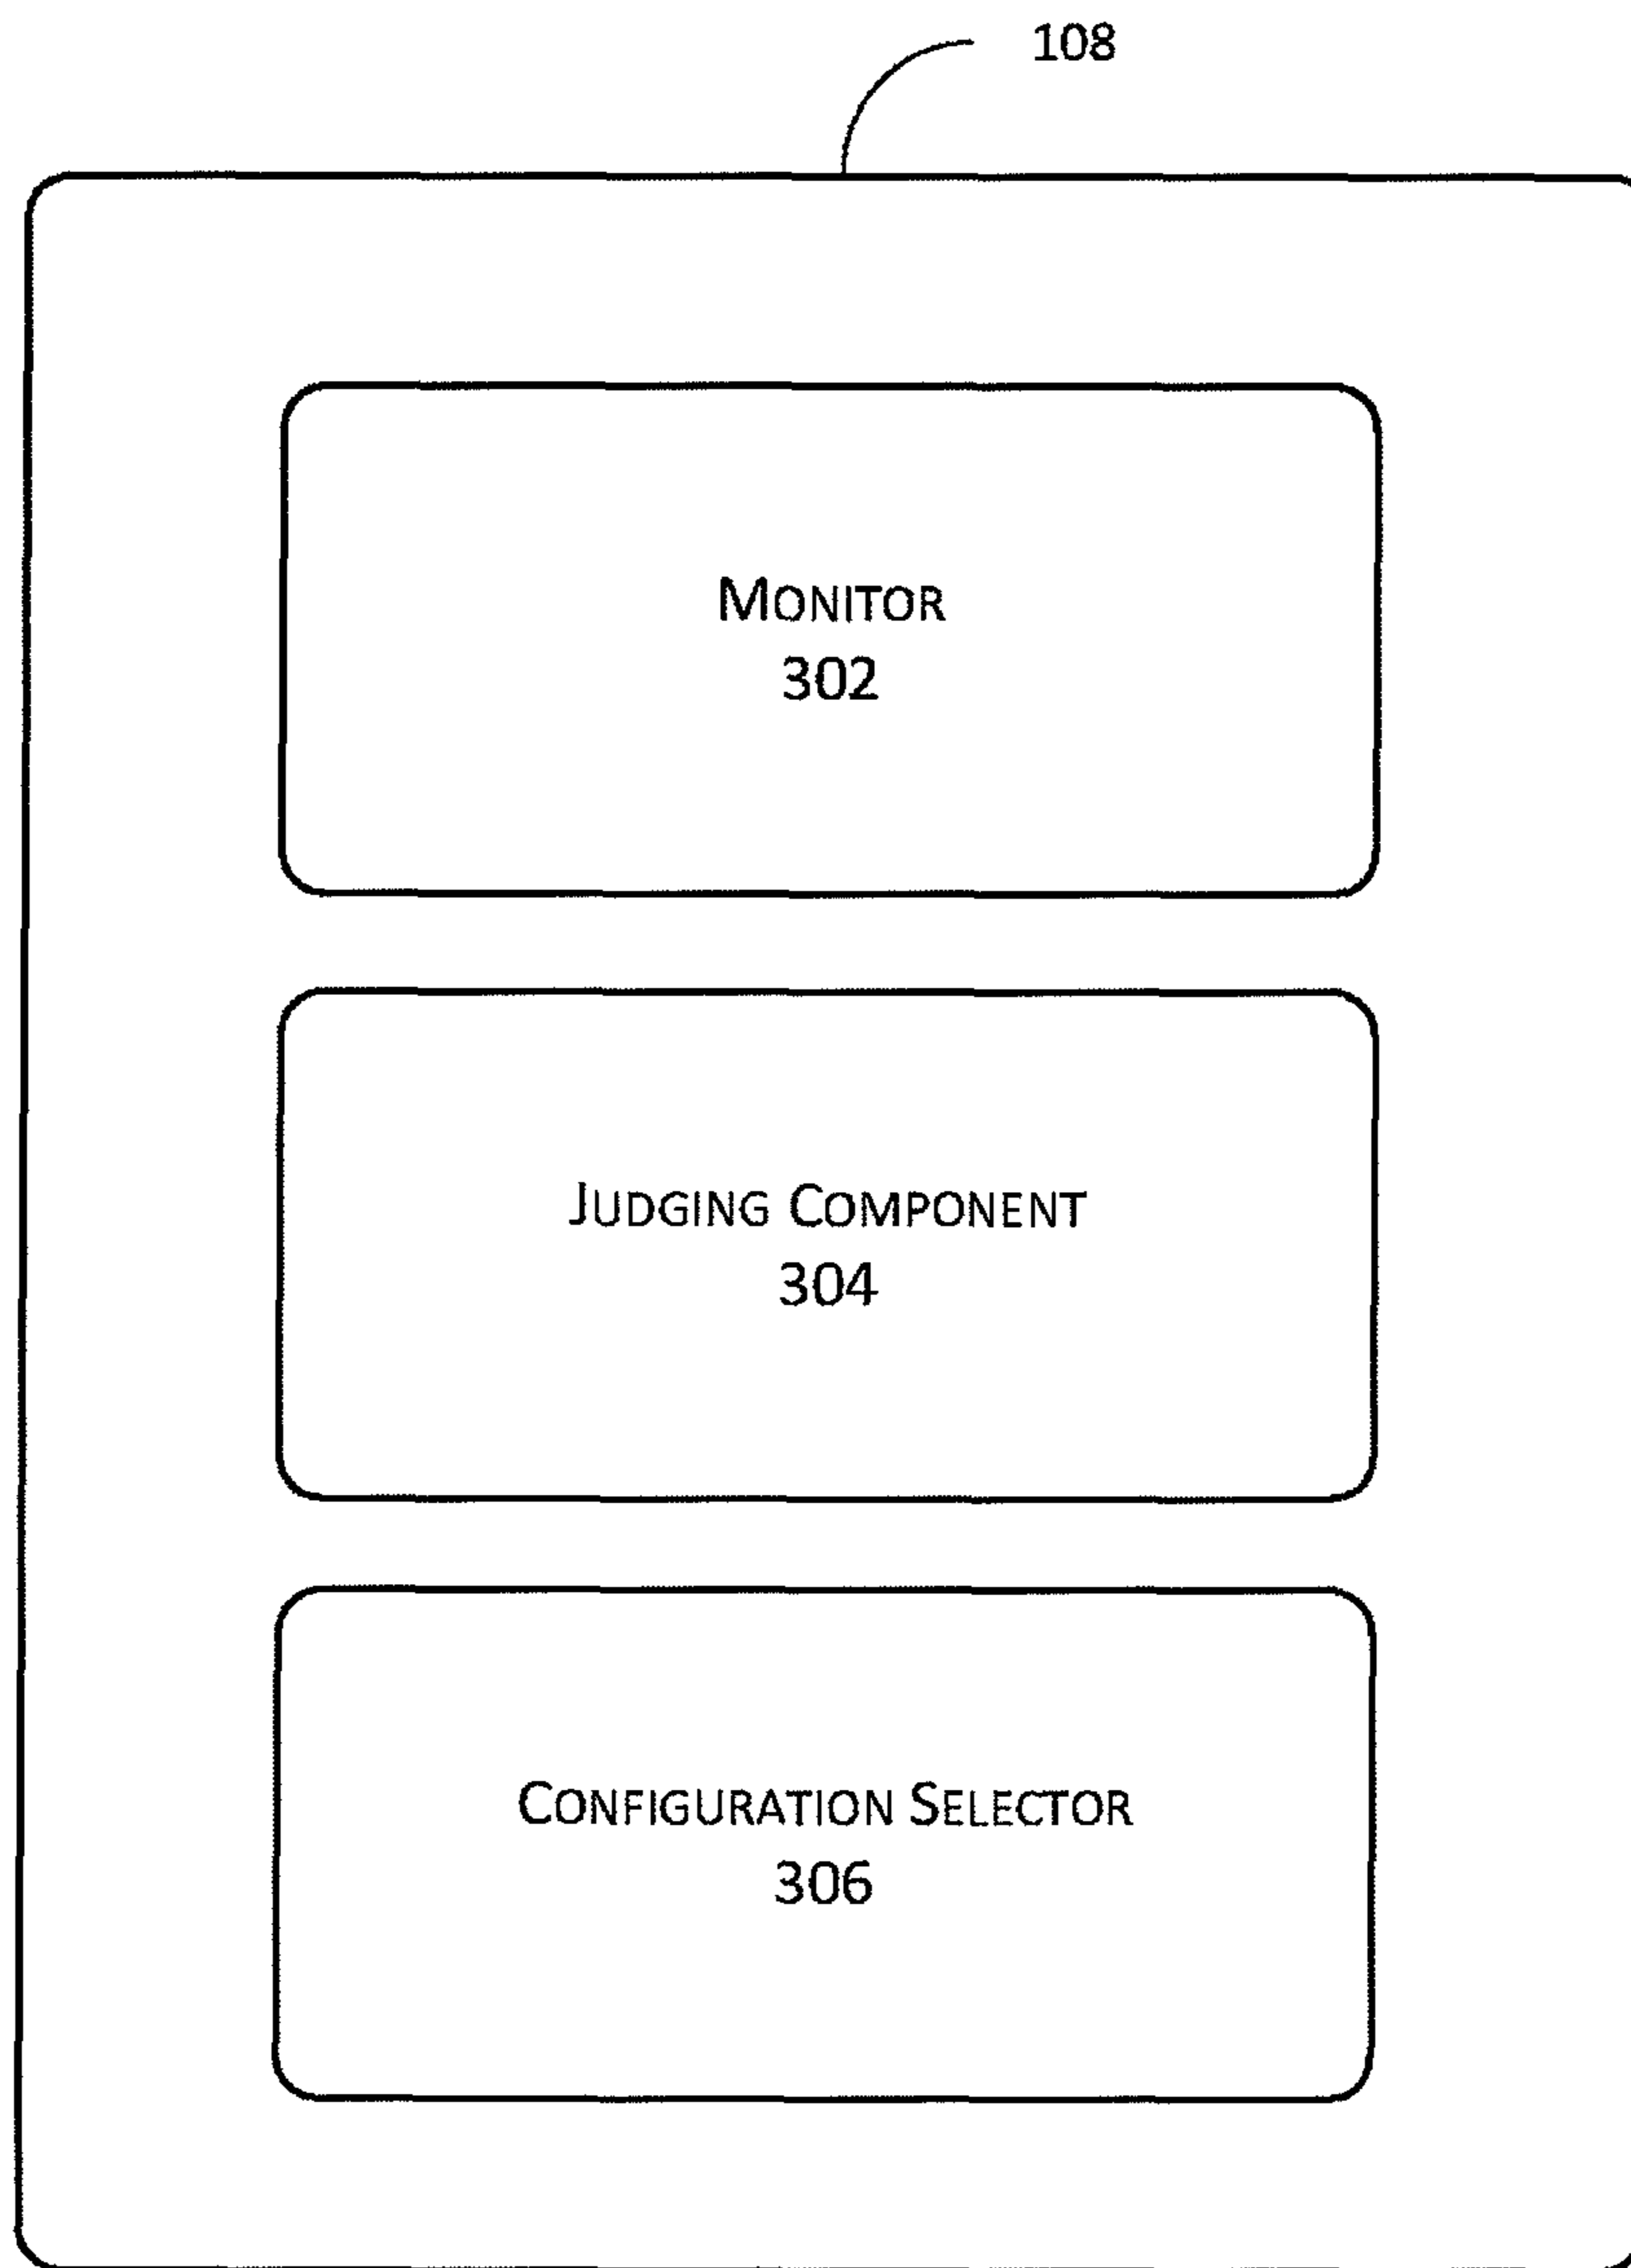 108
MONITOR
302
JUDGING COMPONENT
304
CONFIGURATION SELECTOR
306